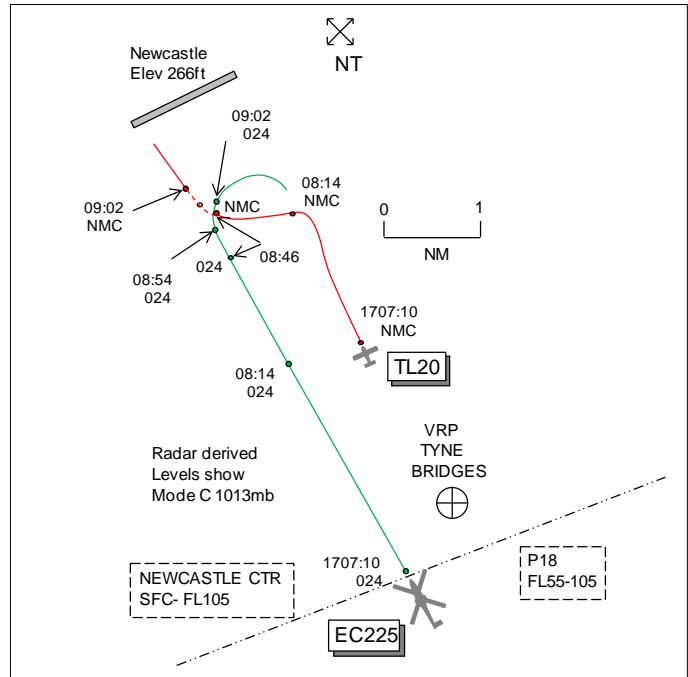 Newcastle
Elev 266ft
NT
09:02
024
08:14
NMC
NMC
09:02
NMC
0 1
NM
08:46
024
08:54
024
1707:10
NMC
TL20
08:14
024
VRP
TYNE
BRIDGES
Radar derived
Levels show
Mode C 1013mb
1707:10
024
P18
FL55-105
NEWCASTLE CTR
SFC- FL105
EC225